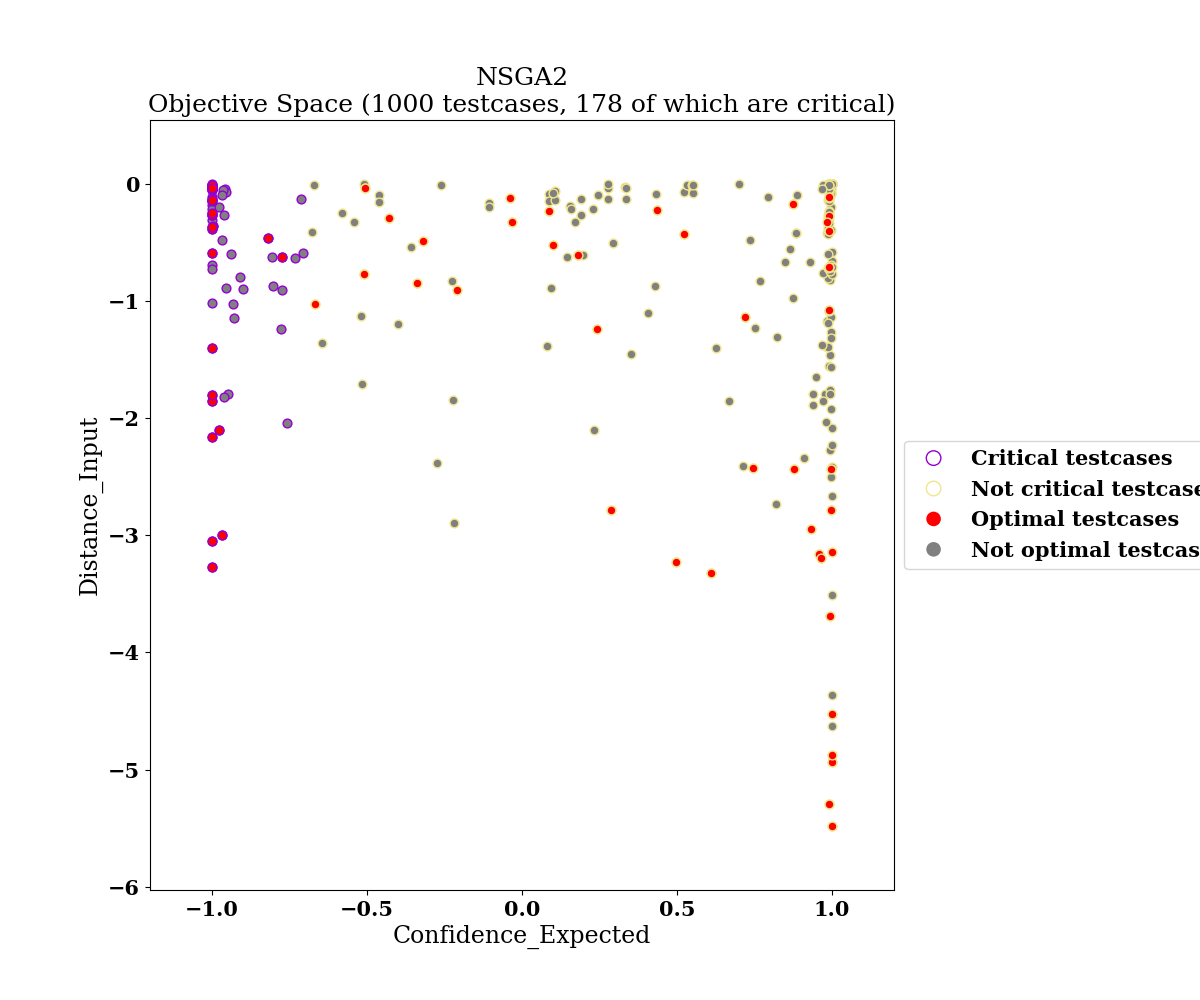 NSGA2
Objective Space (1000 testcases, 178 of which are critical)
0
−1
−2
−3
−4
−5
−6
Distance_Input
−1.0 −0.5 0.0 0.5 1.0
Confidence_Expected
Critical testcases
Not critical testcase
Optimal testcases
Not optimal testcas